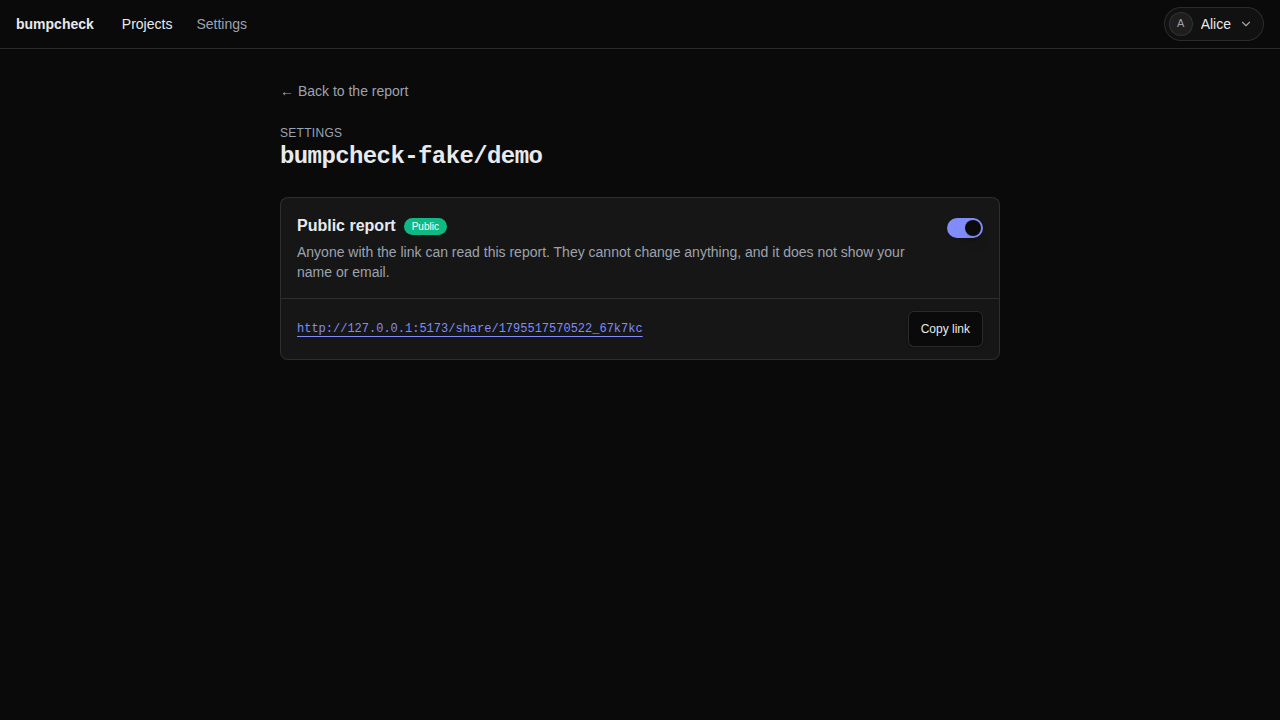 bumpcheck Projects Settings A Alice
← Back to the report
SETTINGS
bumpcheck-fake/demo
Public report Public
Anyone with the link can read this report. They cannot change anything, and it does not show your
name or email.
http://127.0.0.1:5173/share/1795517570522_67k7kc Copy link